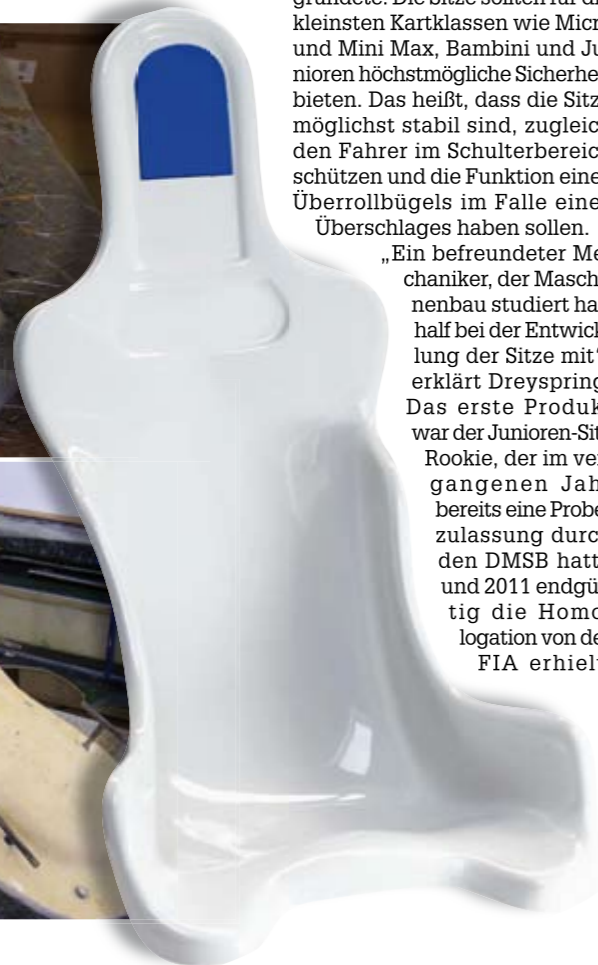 gründete. Die Sitze sollten für di
kleinsten Kartklassen wie Micr
und Mini Max, Bambini und Ju
nioren höchstmögliche Sicherhe
bieten. Das heißt, dass die Sitz
möglichst stabil sind, zugleic
den Fahrer im Schulterbereic
schützen und die Funktion eine
Überrollbügels im Falle eine
Überschlages haben sollen.
„Ein befreundeter Me
chaniker, der Masch
nenbau studiert ha
half bei der Entwick
lung der Sitze mit“
erklärt Dreyspring
Das erste Produk
war der Junioren-Sit
Rookie, der im ver
gangenen Jah
bereits eine Probe
zulassung durc
den DMSB hatt
und 2011 endgü
tig die Homo
logation von de
FIA erhielt